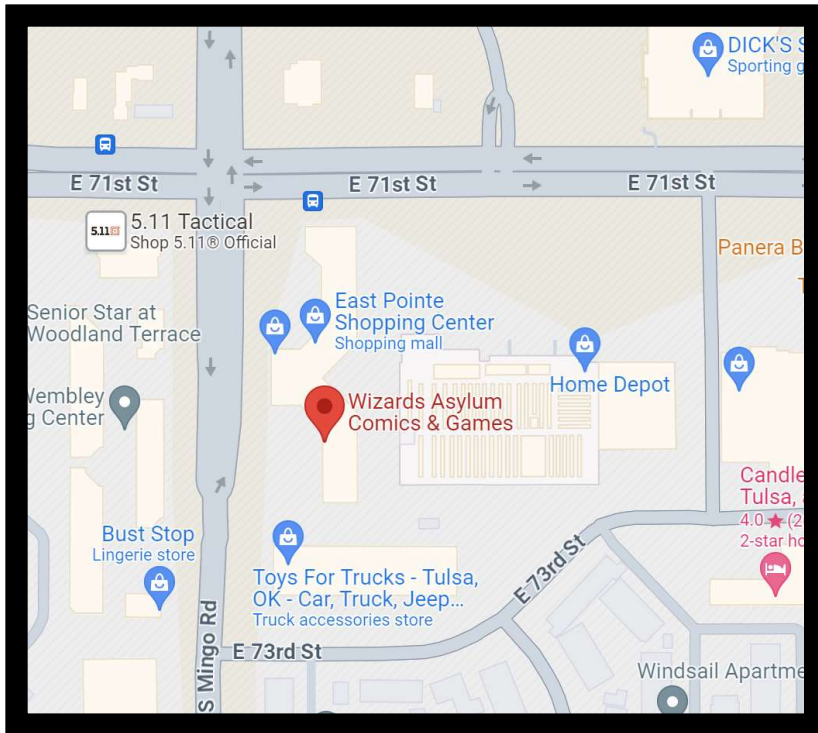 DICK'S S
Sporting g
E 71st St
E 71st St
E 71st St
5.11
5.11 Tactical
Shop 5.11® Official
Panera B
T
East Pointe
Shopping Center
Shopping mall
Senior Star at
Woodland Terrace
Home Depot
Wembley
g Center
Wizards Asylum
Comics & Games
Candle
Tulsa,
4.0 ★ (2
2-star ho
Bust Stop
Lingerie store
Toys For Trucks - Tulsa,
OK - Car, Truck, Jeep...
Truck accessories store
E 73rd St
S Mingo Rd
E 73rd St
Windsail Apartme